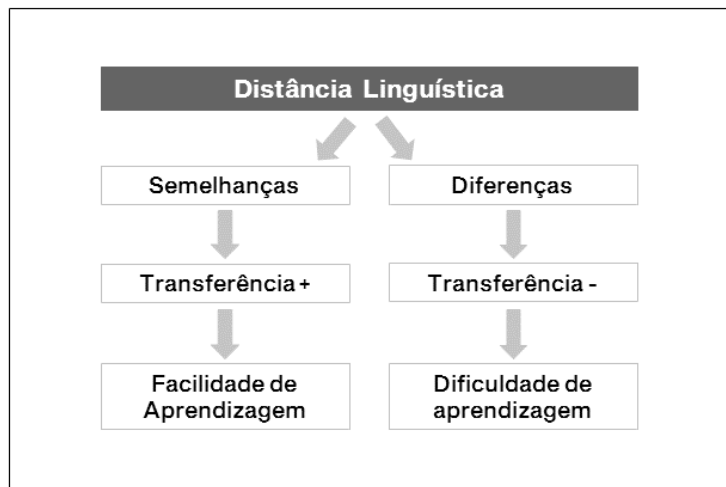 Distância Linguística
Semelhanças
Diferenças
Transferência +
Transferência -
Facilidade de
Aprendizagem
Dificuldade de
aprendizagem